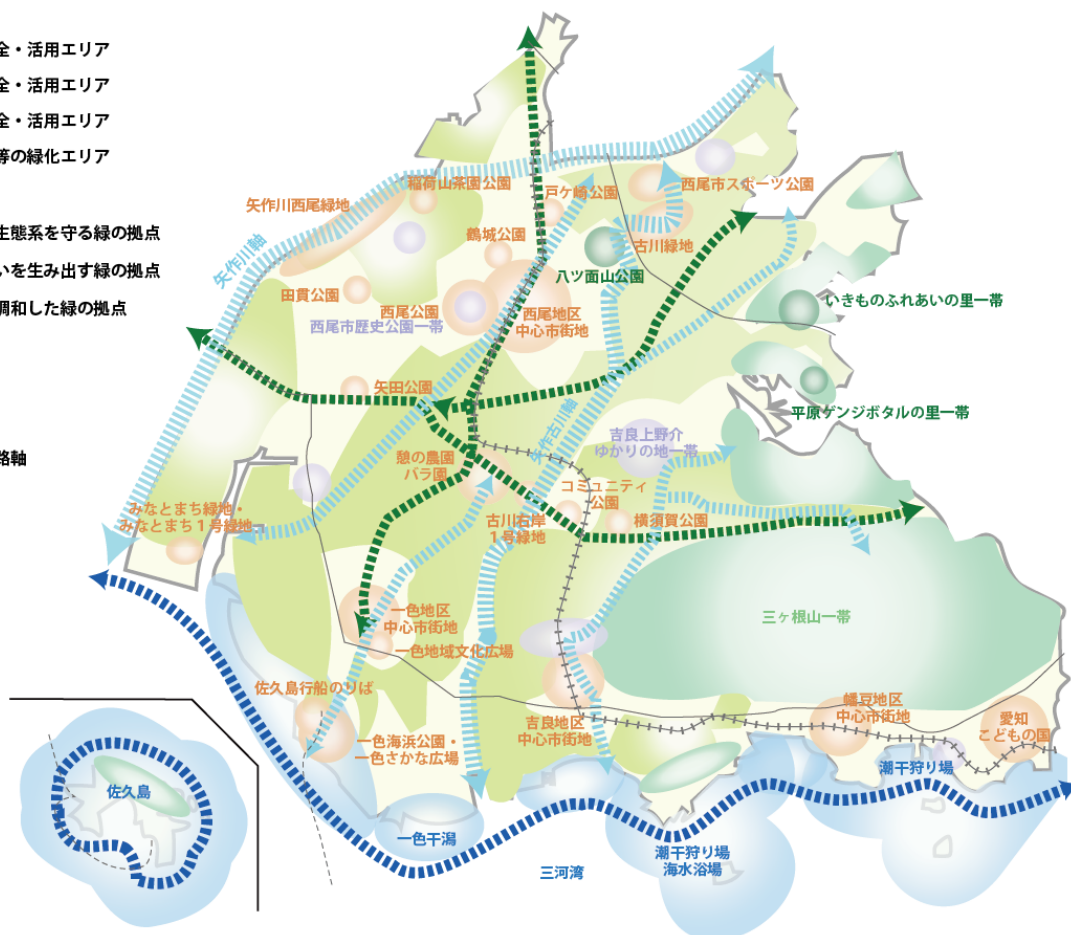 全・活用エリア
全・活用エリア
全・活用エリア
等の緑化エリア
生態系を守る緑の拠点
いを生み出す緑の拠点
調和した緑の拠点
路軸
稲荷山茶園公園
戸ケ崎公園
西尾市スポーツ公園
矢作川西尾緑地
鶴城公園
古川緑地
矢作川軸
八ツ面山公園
田貫公園
西尾公園
西尾市歴史公園一帯
西尾地区
中心市街地
いきものふれあいの里一帯
矢田公園
平原ゲンジボタルの里一帯
矢作古川軸
吉良上野介
ゆかりの地一帯
憩の農園
バラ園
コミュニティ
公園
みなとまち緑地・
みなとまち1号緑地
古川右岸
1号緑地
横須賀公園
一色地区
中心市街地
一色地域文化広場
三ヶ根山一帯
佐久島行船のりば
一色海浜公園・
一色さかな広場
吉良地区
中心市街地
幡豆地区
中心市街地
愛知
こどもの国
潮干狩り場
佐久島
一色干潟
三河湾
潮干狩り場
海水浴場